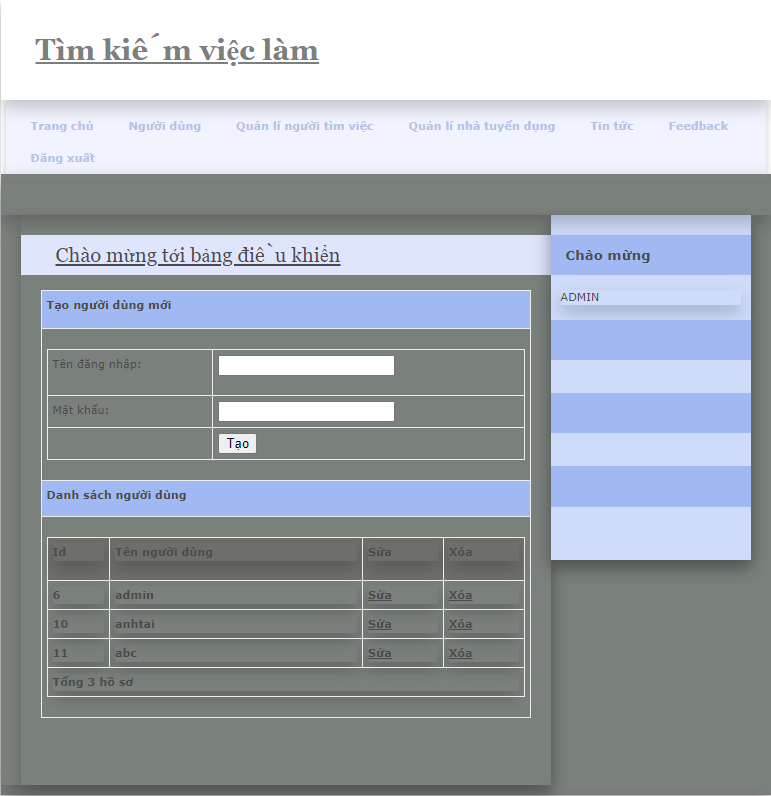 Tìm kiếm việc làm
Trang chủ Người dùng Quản lí người tìm việc Quản lí nhà tuyển dụng Tin tức Feedback
Đăng xuất
Chào mừng tới bảng điều khiển
Chào mừng
ADMIN
Tạo người dùng mới
Tên đăng nhập:
Mật khẩu:
Tạo
Danh sách người dùng
Id Tên người dùng Sửa Xóa
6 admin Sửa Xóa
10 anhtai Sửa Xóa
11 abc Sửa Xóa
Tổng 3 hồ sơ